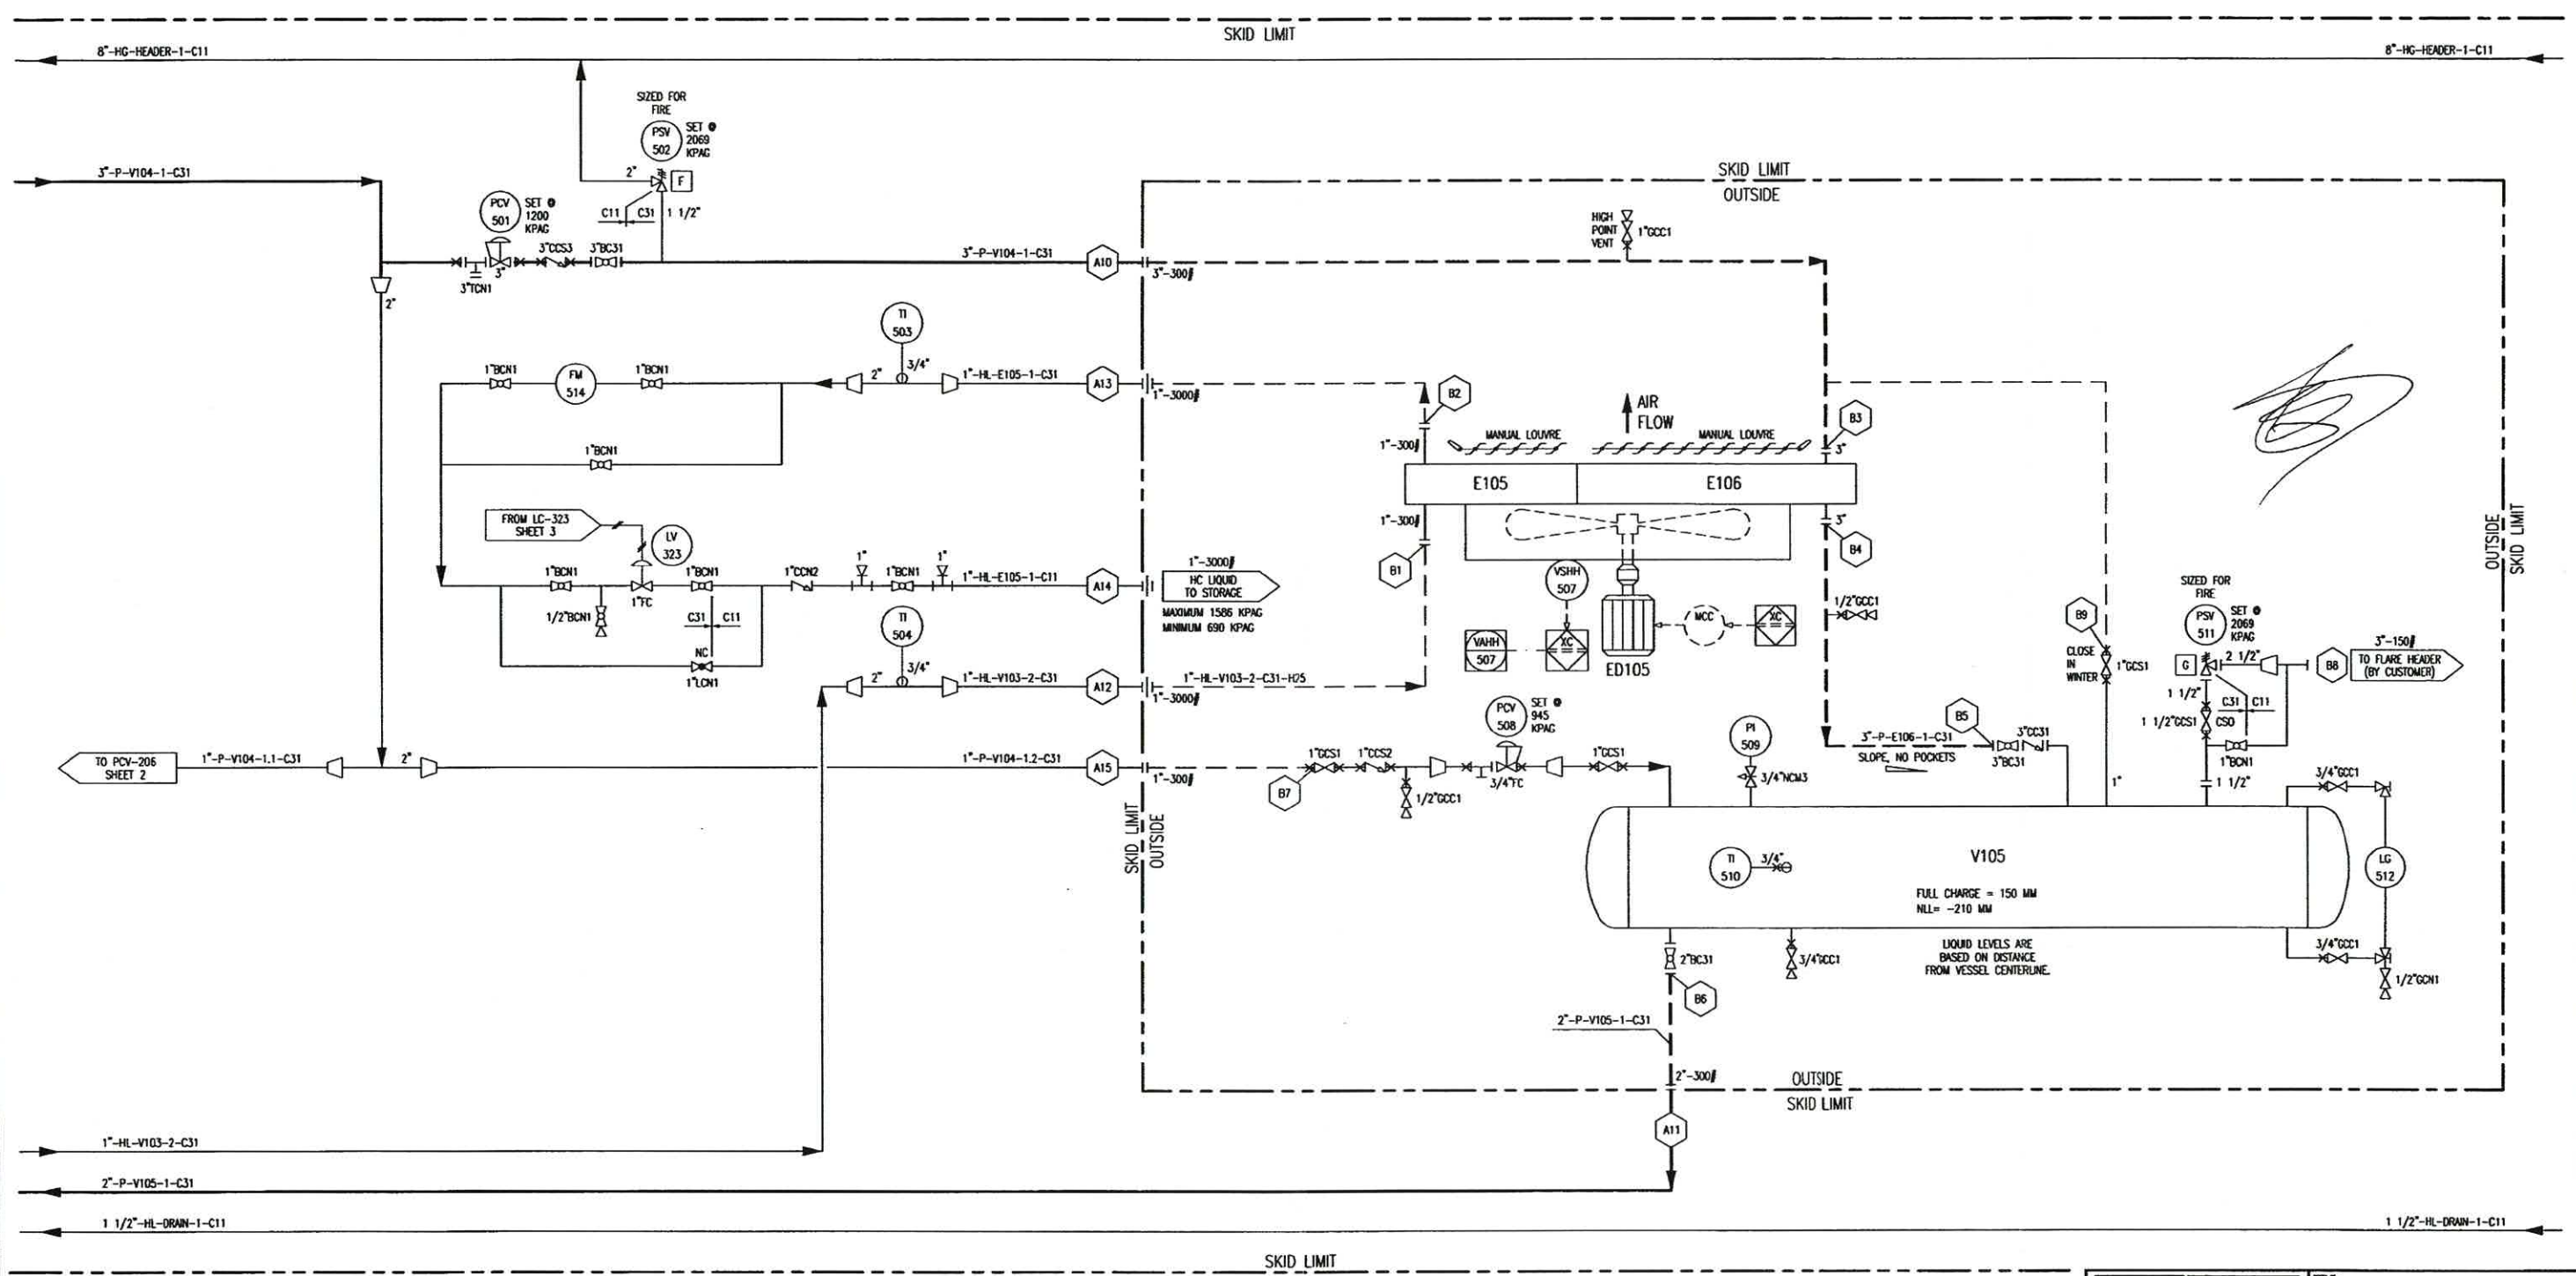 SKID LIMIT
8"-HG-HEADER-1-C11
8"-HG-HEADER-1-C11
SIZED FOR
FIRE
PSV
502
SET @
2069
KPAG
2"
F
C11
C31
1 1/2"
3"-P-V104-1-C31
PCV
501
SET @
1200
KPAG
3"
3"CCS3
3"BC31
3"TCN1
2"
3"-P-V104-1-C31
A10
3"-300#
SKID LIMIT
OUTSIDE
HIGH
POINT
VENT
1"GCC1
TI
503
3/4"
1"BCN1
FM
514
1"BCN1
2"
1"-HL-E105-1-C31
A13
1"-3000#
1"BCN1
FROM LC-323
SHEET 3
LV
323
1"BCN1
1"FC
1"BCN1
1/2"BCN1
C31
C11
NC
1"LCN1
1"CCN2
1"
1"BCN1
1"
1"-HL-E105-1-C11
A14
1"-3000#
HC LIQUID
TO STORAGE
MAXIMUM 1586 KPAG
MINIMUM 690 KPAG
TI
504
3/4"
2"
1"-HL-V103-2-C31
A12
1"-3000#
1"-HL-V103-2-C31-H25
B2
1"-300#
MANUAL LOUVRE
AIR
FLOW
MANUAL LOUVRE
B3
3"
E105
E106
1"-300#
B1
3"
B4
VSHH
507
VAHH
507
XC
ED105
MCC
XC
1/2"GCC1
B9
CLOSE
IN
WINTER
1"GCS1
SIZED FOR
FIRE
PSV
511
SET @
2069
KPAG
G
2 1/2"
B8
3"-150#
TO FLARE HEADER
(BY CUSTOMER)
1 1/2"
C31
C11
1 1/2"GCS1
CSO
1"BCN1
1 1/2"
OUTSIDE
SKID LIMIT
TO PCV-206
SHEET 2
1"-P-V104-1.1-C31
2"
1"-P-V104-1.2-C31
A15
1"-300#
B7
1"GCS1
1"CCS2
1/2"GCC1
PCV
508
SET @
945
KPAG
3/4"FC
1"GCS1
PI
509
3/4"NCM3
B5
3"-P-E106-1-C31
SLOPE, NO POCKETS
3"CC31
3"BC31
1"
SKID LIMIT
OUTSIDE
V105
TI
510
3/4"
FULL CHARGE = 150 MM
NLL= -210 MM
3/4"GCC1
LG
512
3/4"GCC1
1/2"GCN1
2"BC31
3/4"GCC1
LIQUID LEVELS ARE
BASED ON DISTANCE
FROM VESSEL CENTERLINE.
B6
2"-P-V105-1-C31
2"-300#
OUTSIDE
SKID LIMIT
A11
1"-HL-V103-2-C31
2"-P-V105-1-C31
1 1/2"-HL-DRAIN-1-C11
1 1/2"-HL-DRAIN-1-C11
SKID LIMIT